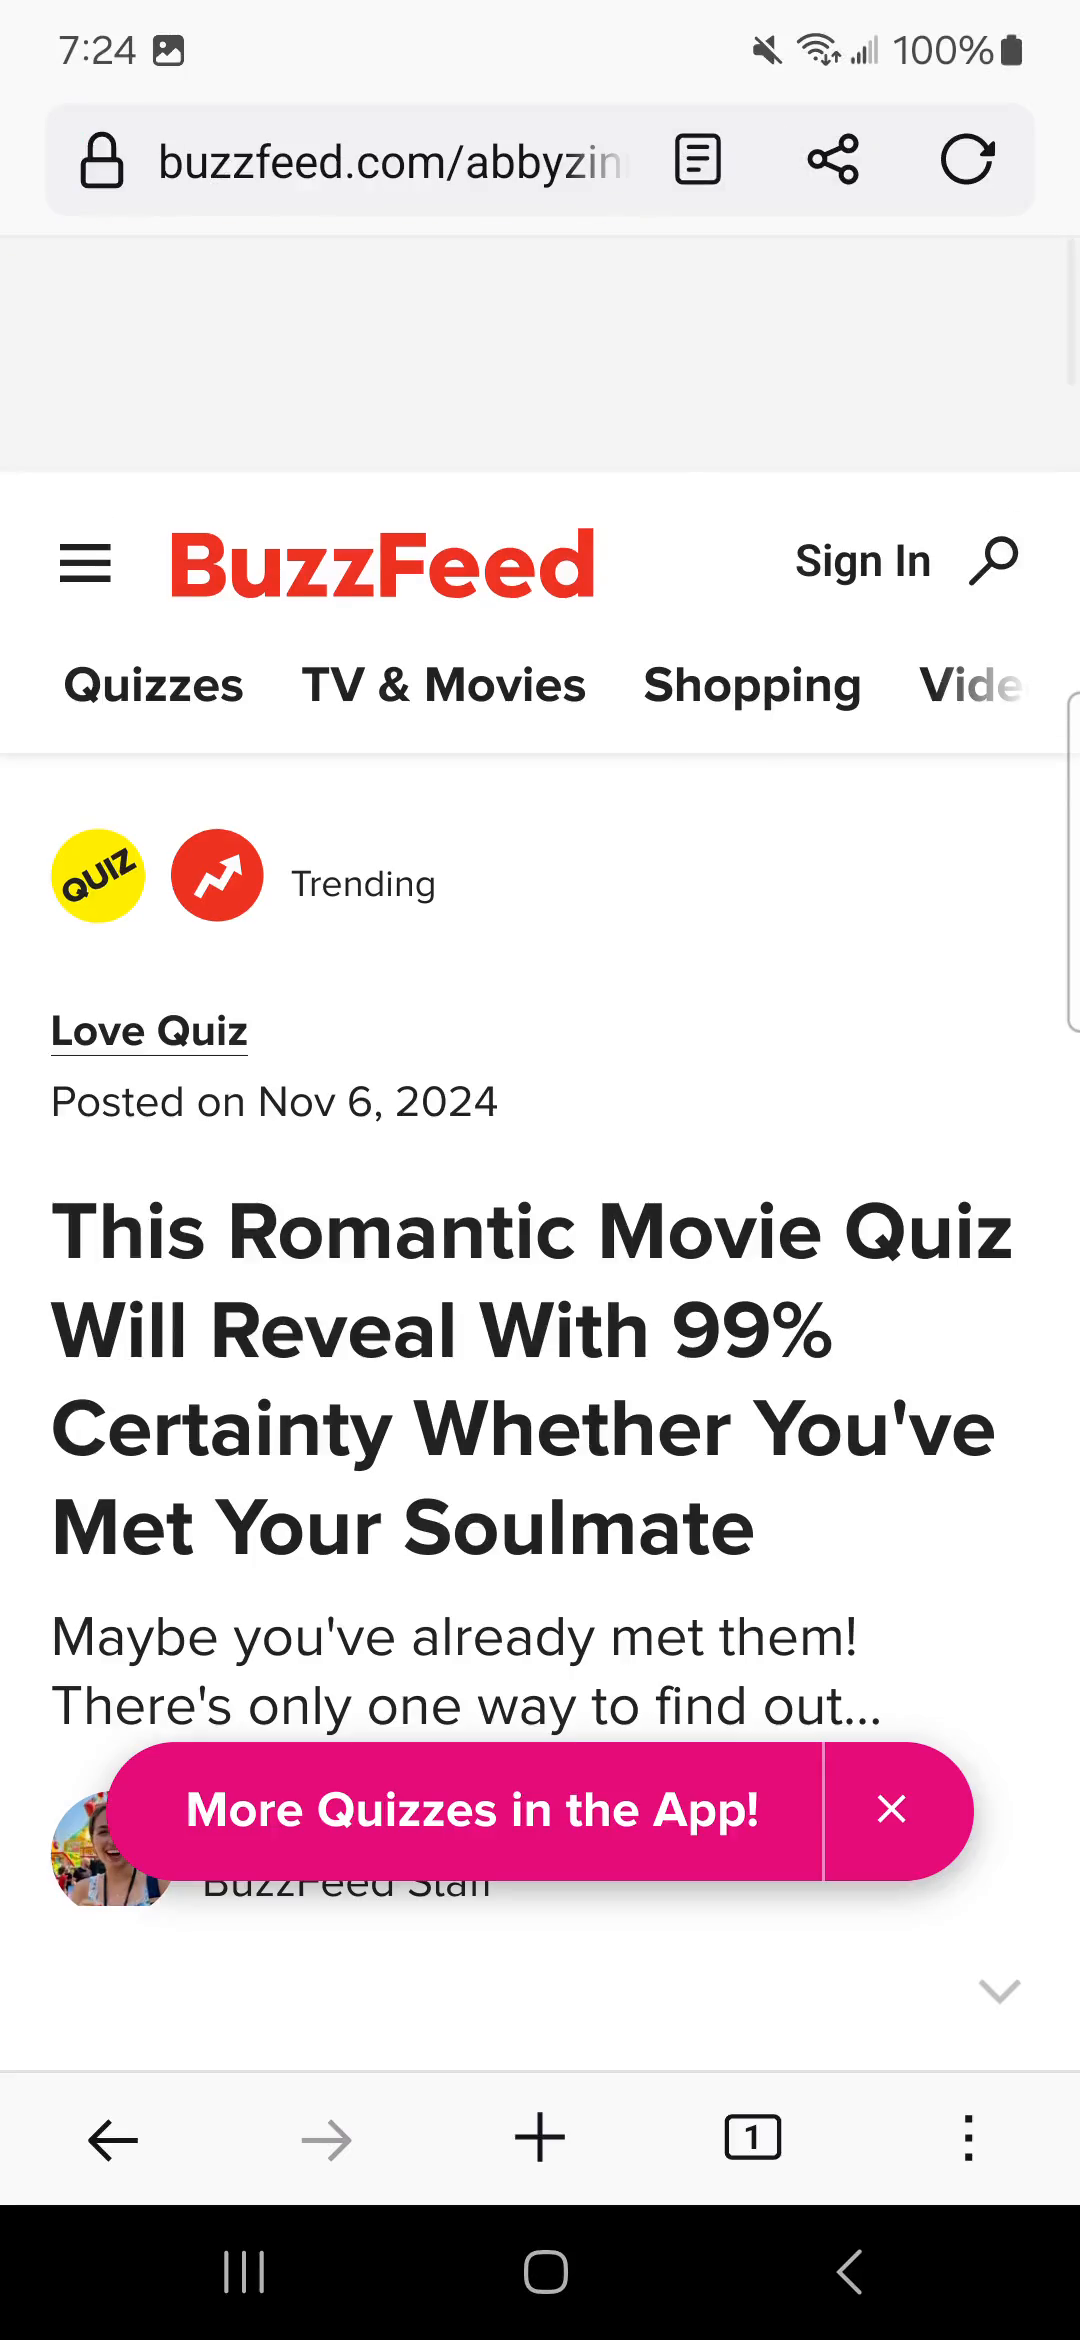 7:24 100%
buzzfeed.com/abbyzin
BuzzFeed Sign In
Quizzes TV & Movies Shopping Vide
QUIZ Trending
Love Quiz
Posted on Nov 6, 2024
This Romantic Movie Quiz
Will Reveal With 99%
Certainty Whether You've
Met Your Soulmate
Maybe you've already met them!
There's only one way to find out...
More Quizzes in the App!
BuzzFeed Staff
1